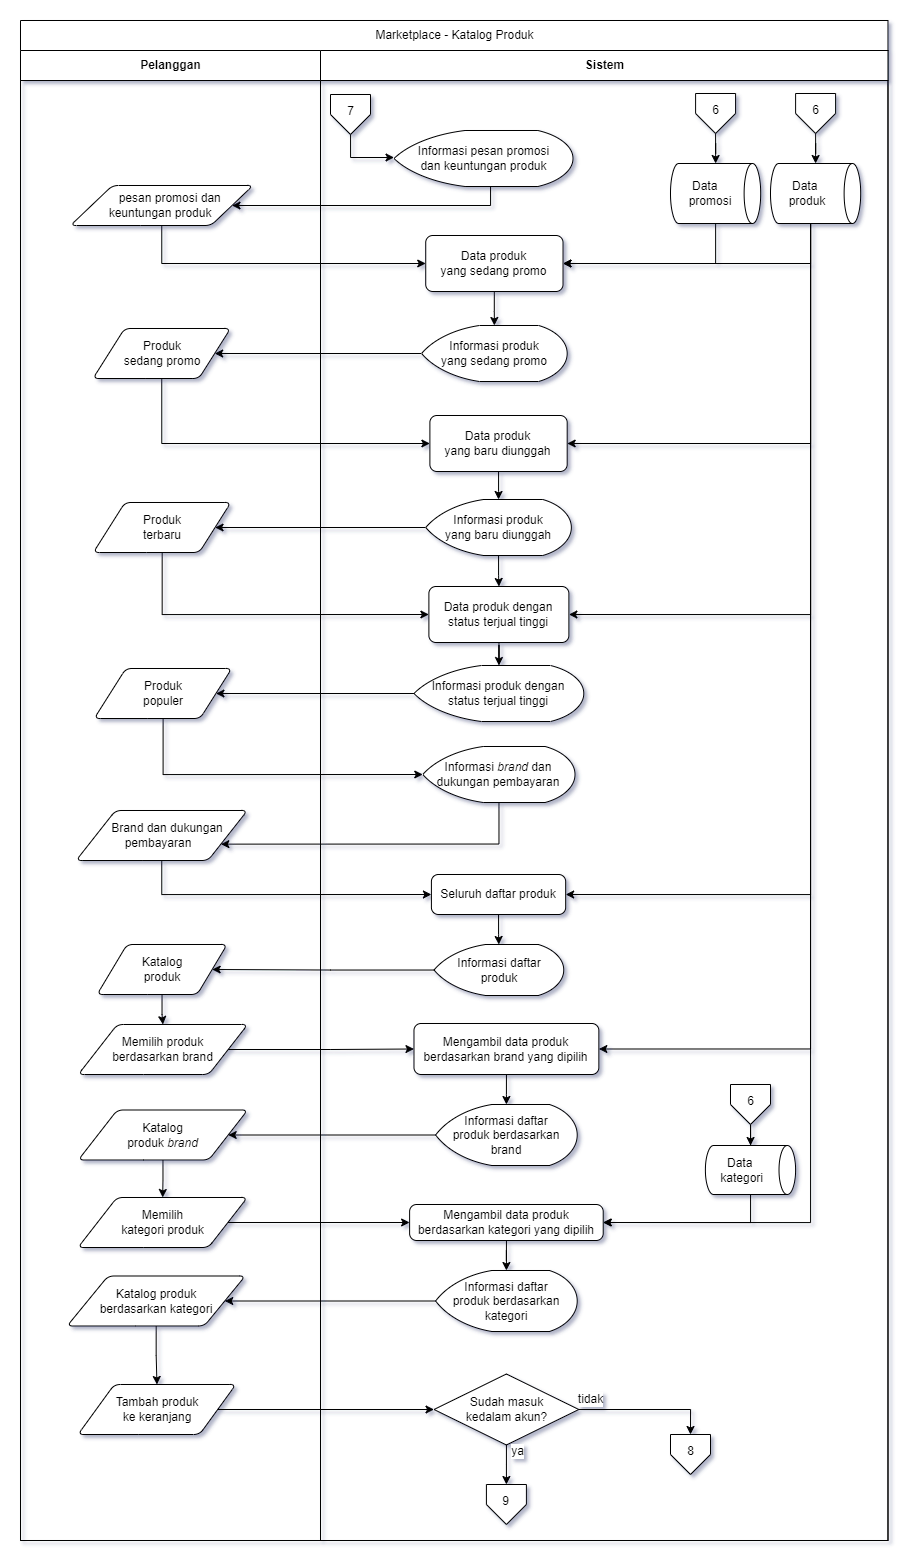 Marketplace - Katalog Produk
Pelanggan
Sistem
7
6
6
Informasi pesan promosi
dan keuntungan produk
Data
promosi
Data
produk
pesan promosi dan
keuntungan produk
Data produk
yang sedang promo
Produk
sedang promo
Informasi produk
yang sedang promo
Data produk
yang baru diunggah
Produk
terbaru
Informasi produk
yang baru diunggah
Data produk dengan
status terjual tinggi
Produk
populer
Informasi produk dengan
status terjual tinggi
Informasi brand dan
dukungan pembayaran
Brand dan dukungan
pembayaran
Seluruh daftar produk
Katalog
produk
Informasi daftar
produk
Memilih produk
berdasarkan brand
Mengambil data produk
berdasarkan brand yang dipilih
6
Katalog
produk brand
Informasi daftar
produk berdasarkan
brand
Data
kategori
Memilih
kategori produk
Mengambil data produk
berdasarkan kategori yang dipilih
Katalog produk
berdasarkan kategori
Informasi daftar
produk berdasarkan
kategori
Tambah produk
ke keranjang
Sudah masuk
kedalam akun?
tidak
ya
8
9